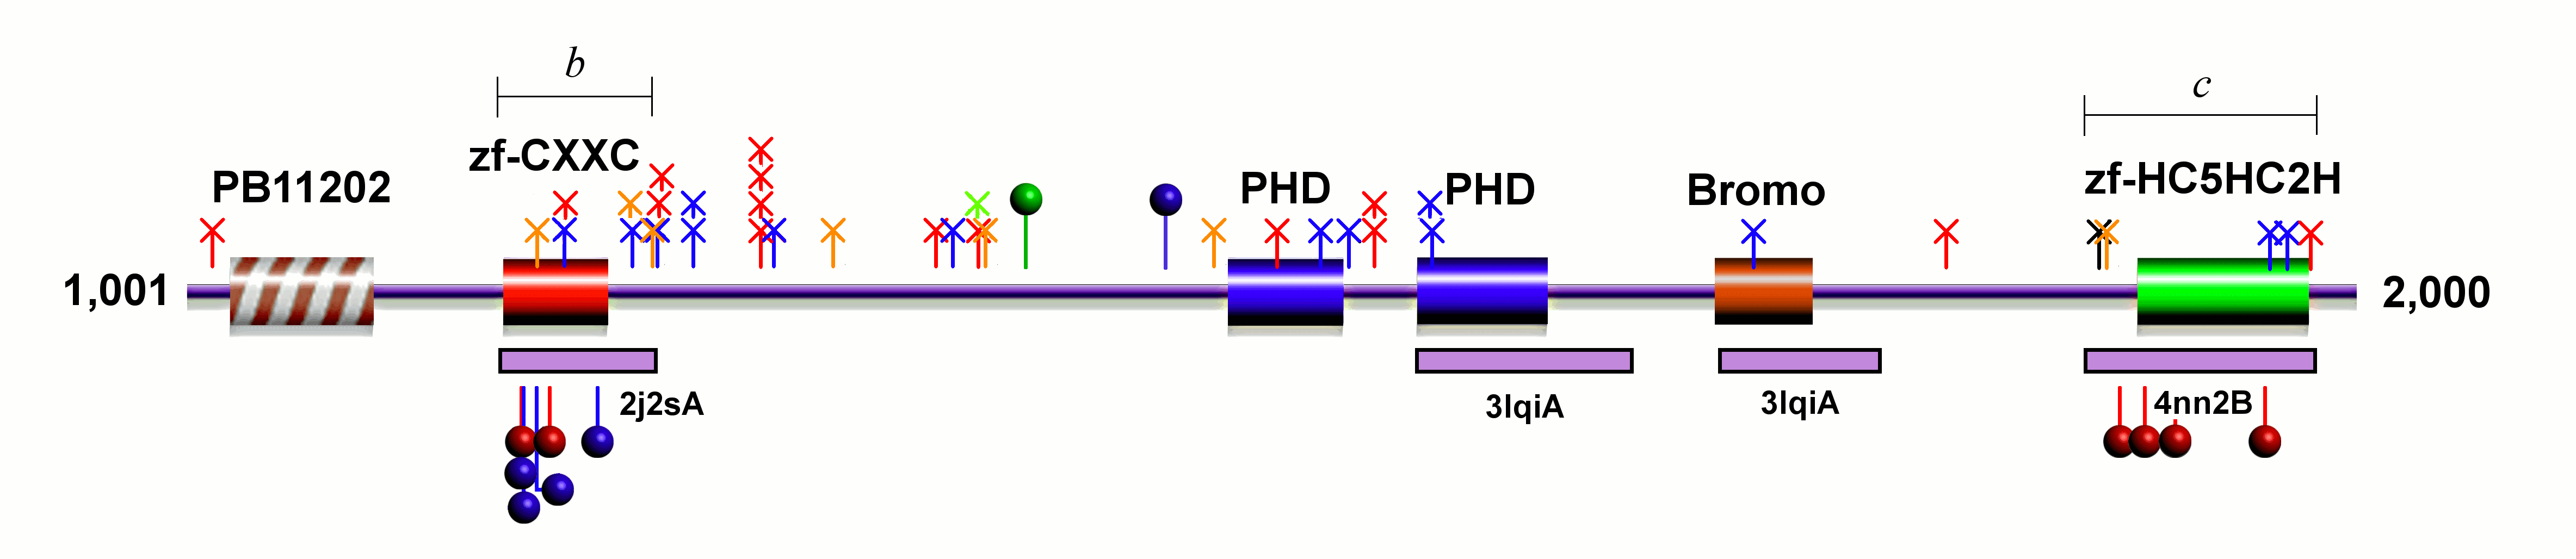 b
c
zf-CXXC
PB11202
PHD
PHD
Bromo
zf-HC5HC2H
1,001
2,000
2j2sA
3lqiA
3lqiA
4nn2B